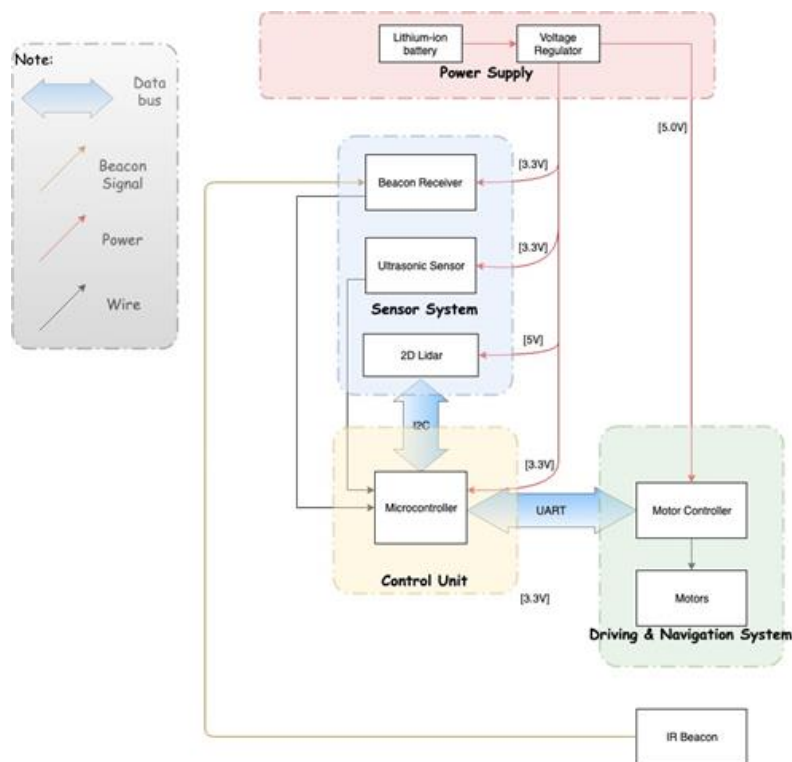 Note:
Data
bus
Beacon
Signal
Power
Wire
Lithium-ion
battery
Voltage
Regulator
Power Supply
[5.0V]
[3.3V]
Beacon Receiver
[3.3V]
Ultrasonic Sensor
Sensor System
[5V]
2D Lidar
I2C
[3.3V]
Microcontroller
UART
Motor Controller
Control Unit
[3.3V]
Motors
Driving & Navigation System
IR Beacon